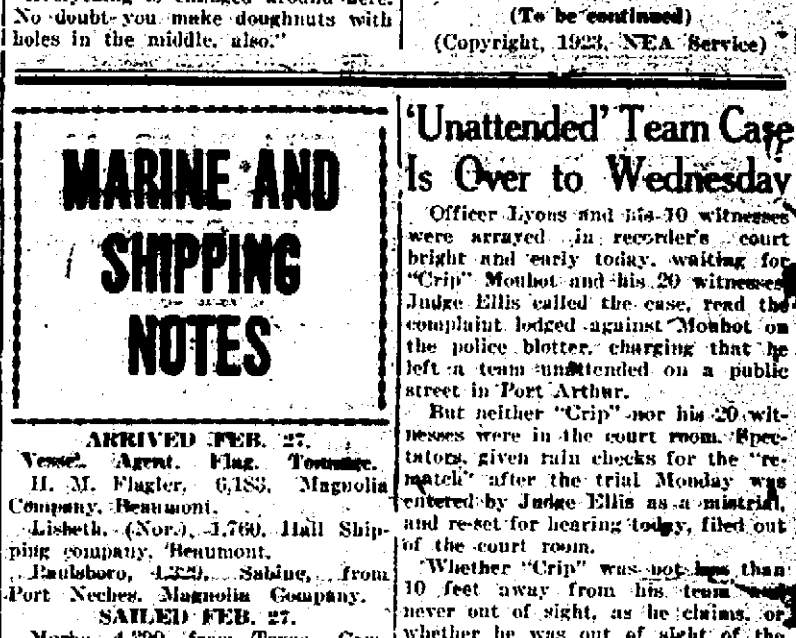 No doubt you make doughnuts with
holes in the middle, also."
(To be continued)
(Copyright, 1923, NEA Service)
MARINE AND
SHIPPING
NOTES
ARRIVED FEB. 27.
Vessel. Agent. Flag. Tonnage.
H. M. Flagler, 6,183, Magnolia
Company, Beaumont.
Lisbeth, (Nor.), 1,760, Hall Ship-
ping company, Beaumont.
Paulsboro, 4,329, Sabine, from
Port Neches, Magnolia Company.
SAILED FEB. 27.
'Unattended' Team Case
Is Over to Wednesday
Officer Lyons and his 10 witnesses
were arrayed in recorder's court
bright and early today, waiting for
"Crip" Mouhot and his 20 witnesses.
Judge Ellis called the case, read the
complaint lodged against Mouhot on
the police blotter, charging that he
left a team unattended on a public
street in Port Arthur.
But neither "Crip" nor his 20 wit-
nesses were in the court room. Spec-
tators, given rain checks for the "re-
match" after the trial Monday was
entered by Judge Ellis as a mistrial,
and re-set for hearing today, filed out
of the court room.
Whether "Crip" was not less than
10 feet away from his team and
never out of sight, as he claims, or
whether he was out of sight of the